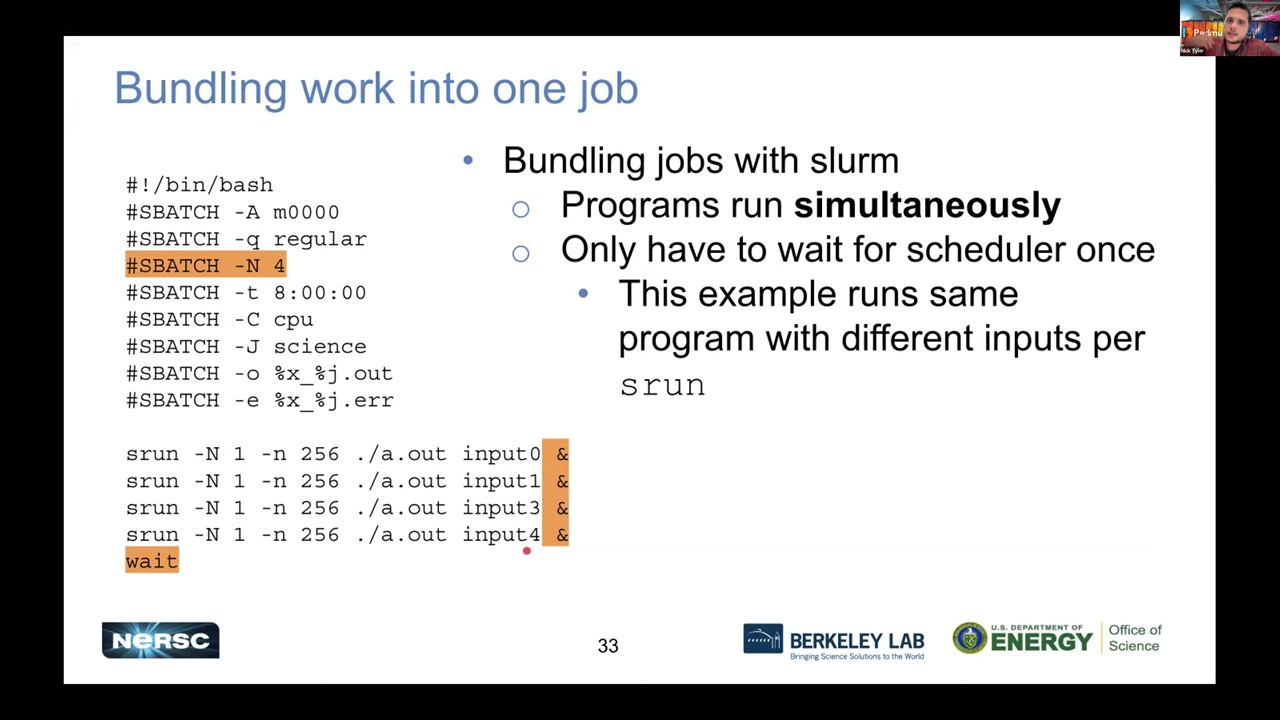 Bundling work into one job
#!/bin/bash
#SBATCH -A m0000
#SBATCH -q regular
#SBATCH -N 4
#SBATCH -t 8:00:00
#SBATCH -C cpu
#SBATCH -J science
#SBATCH -o %x_%j.out
#SBATCH -e %x_%j.err
srun -N 1 -n 256 ./a.out input0 &
srun -N 1 -n 256 ./a.out input1 &
srun -N 1 -n 256 ./a.out input3 &
srun -N 1 -n 256 ./a.out input4 &
wait
• Bundling jobs with slurm
○ Programs run simultaneously
○ Only have to wait for scheduler once
• This example runs same
program with different inputs per
srun
NERSC
33
BERKELEY LAB
Bringing Science Solutions to the World
U.S. DEPARTMENT OF
ENERGY
Office of
Science
Nick Tyler